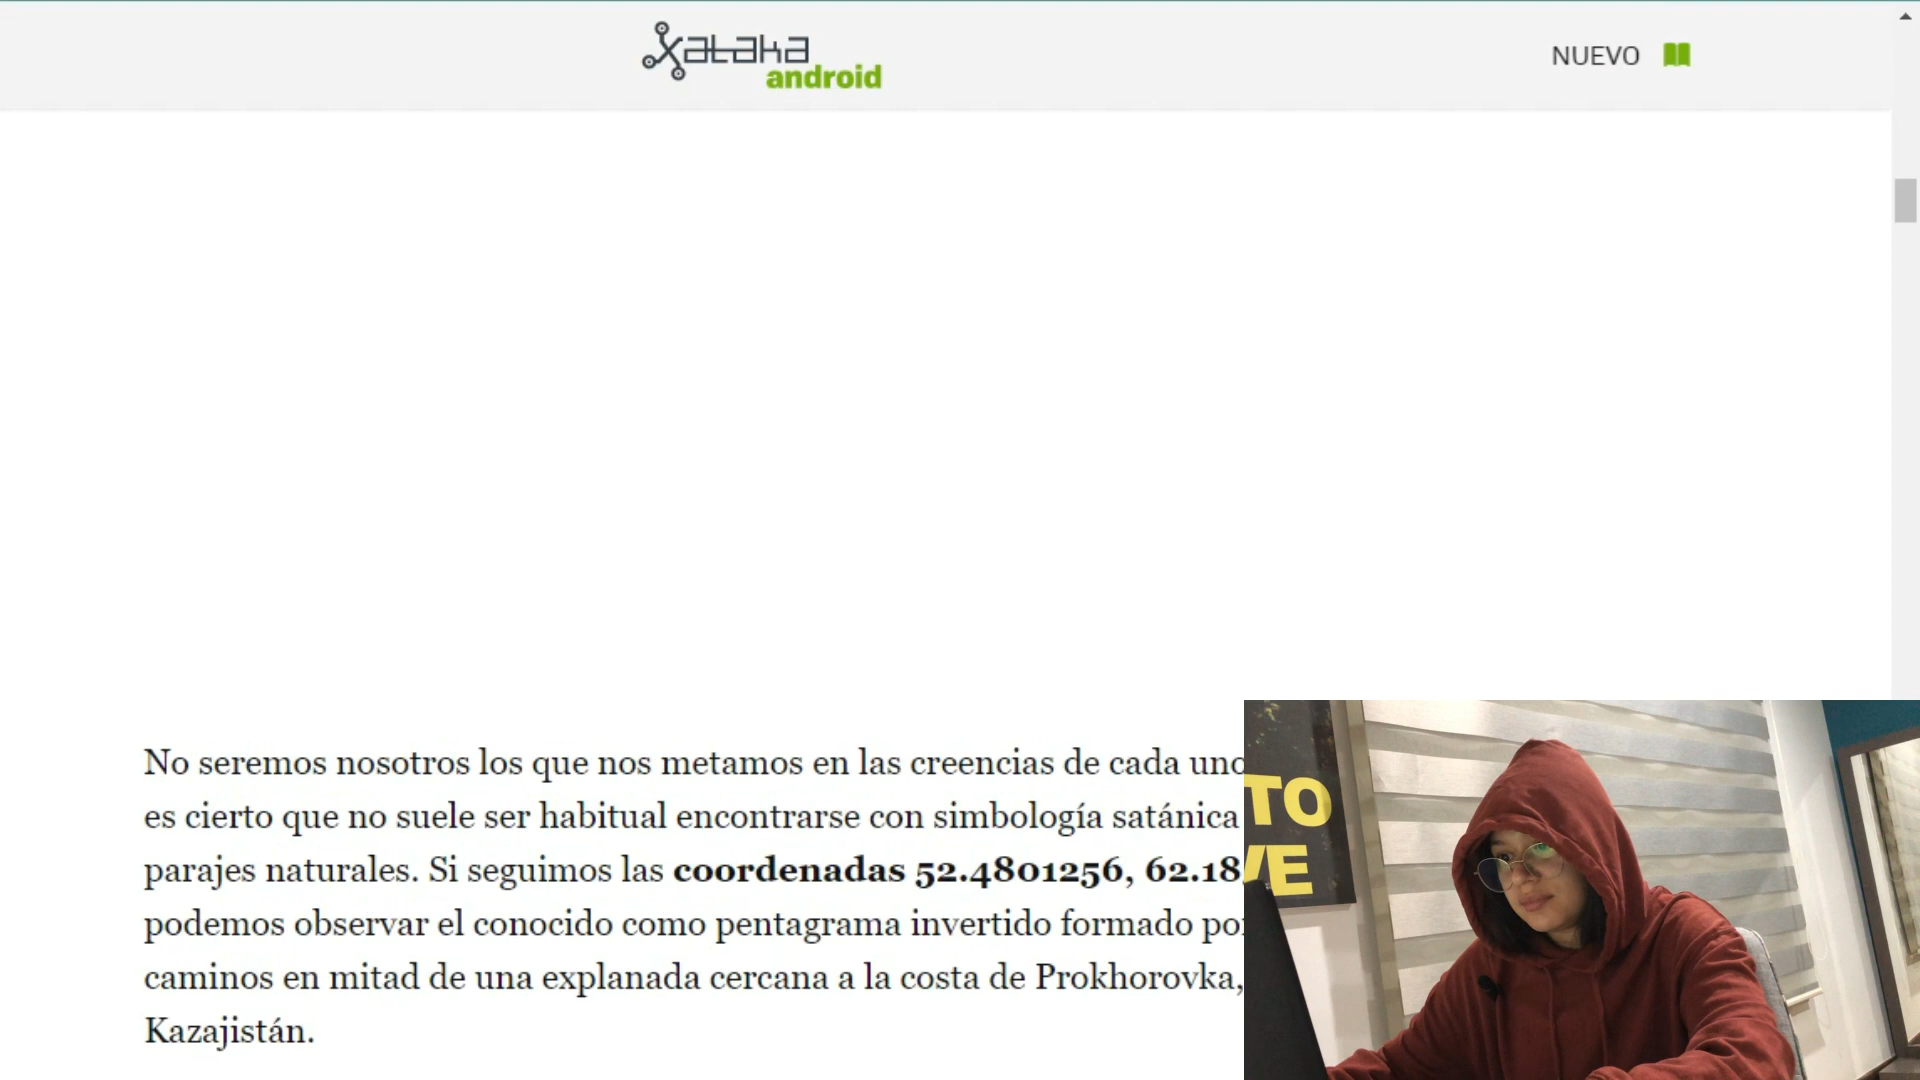 xataka
android
NUEVO
No seremos nosotros los que nos metamos en las creencias de cada uno
es cierto que no suele ser habitual encontrarse con simbología satánica
parajes naturales. Si seguimos las coordenadas 52.4801256, 62.18
podemos observar el conocido como pentagrama invertido formado por
caminos en mitad de una explanada cercana a la costa de Prokhorovka,
Kazajistán.
TO
VE